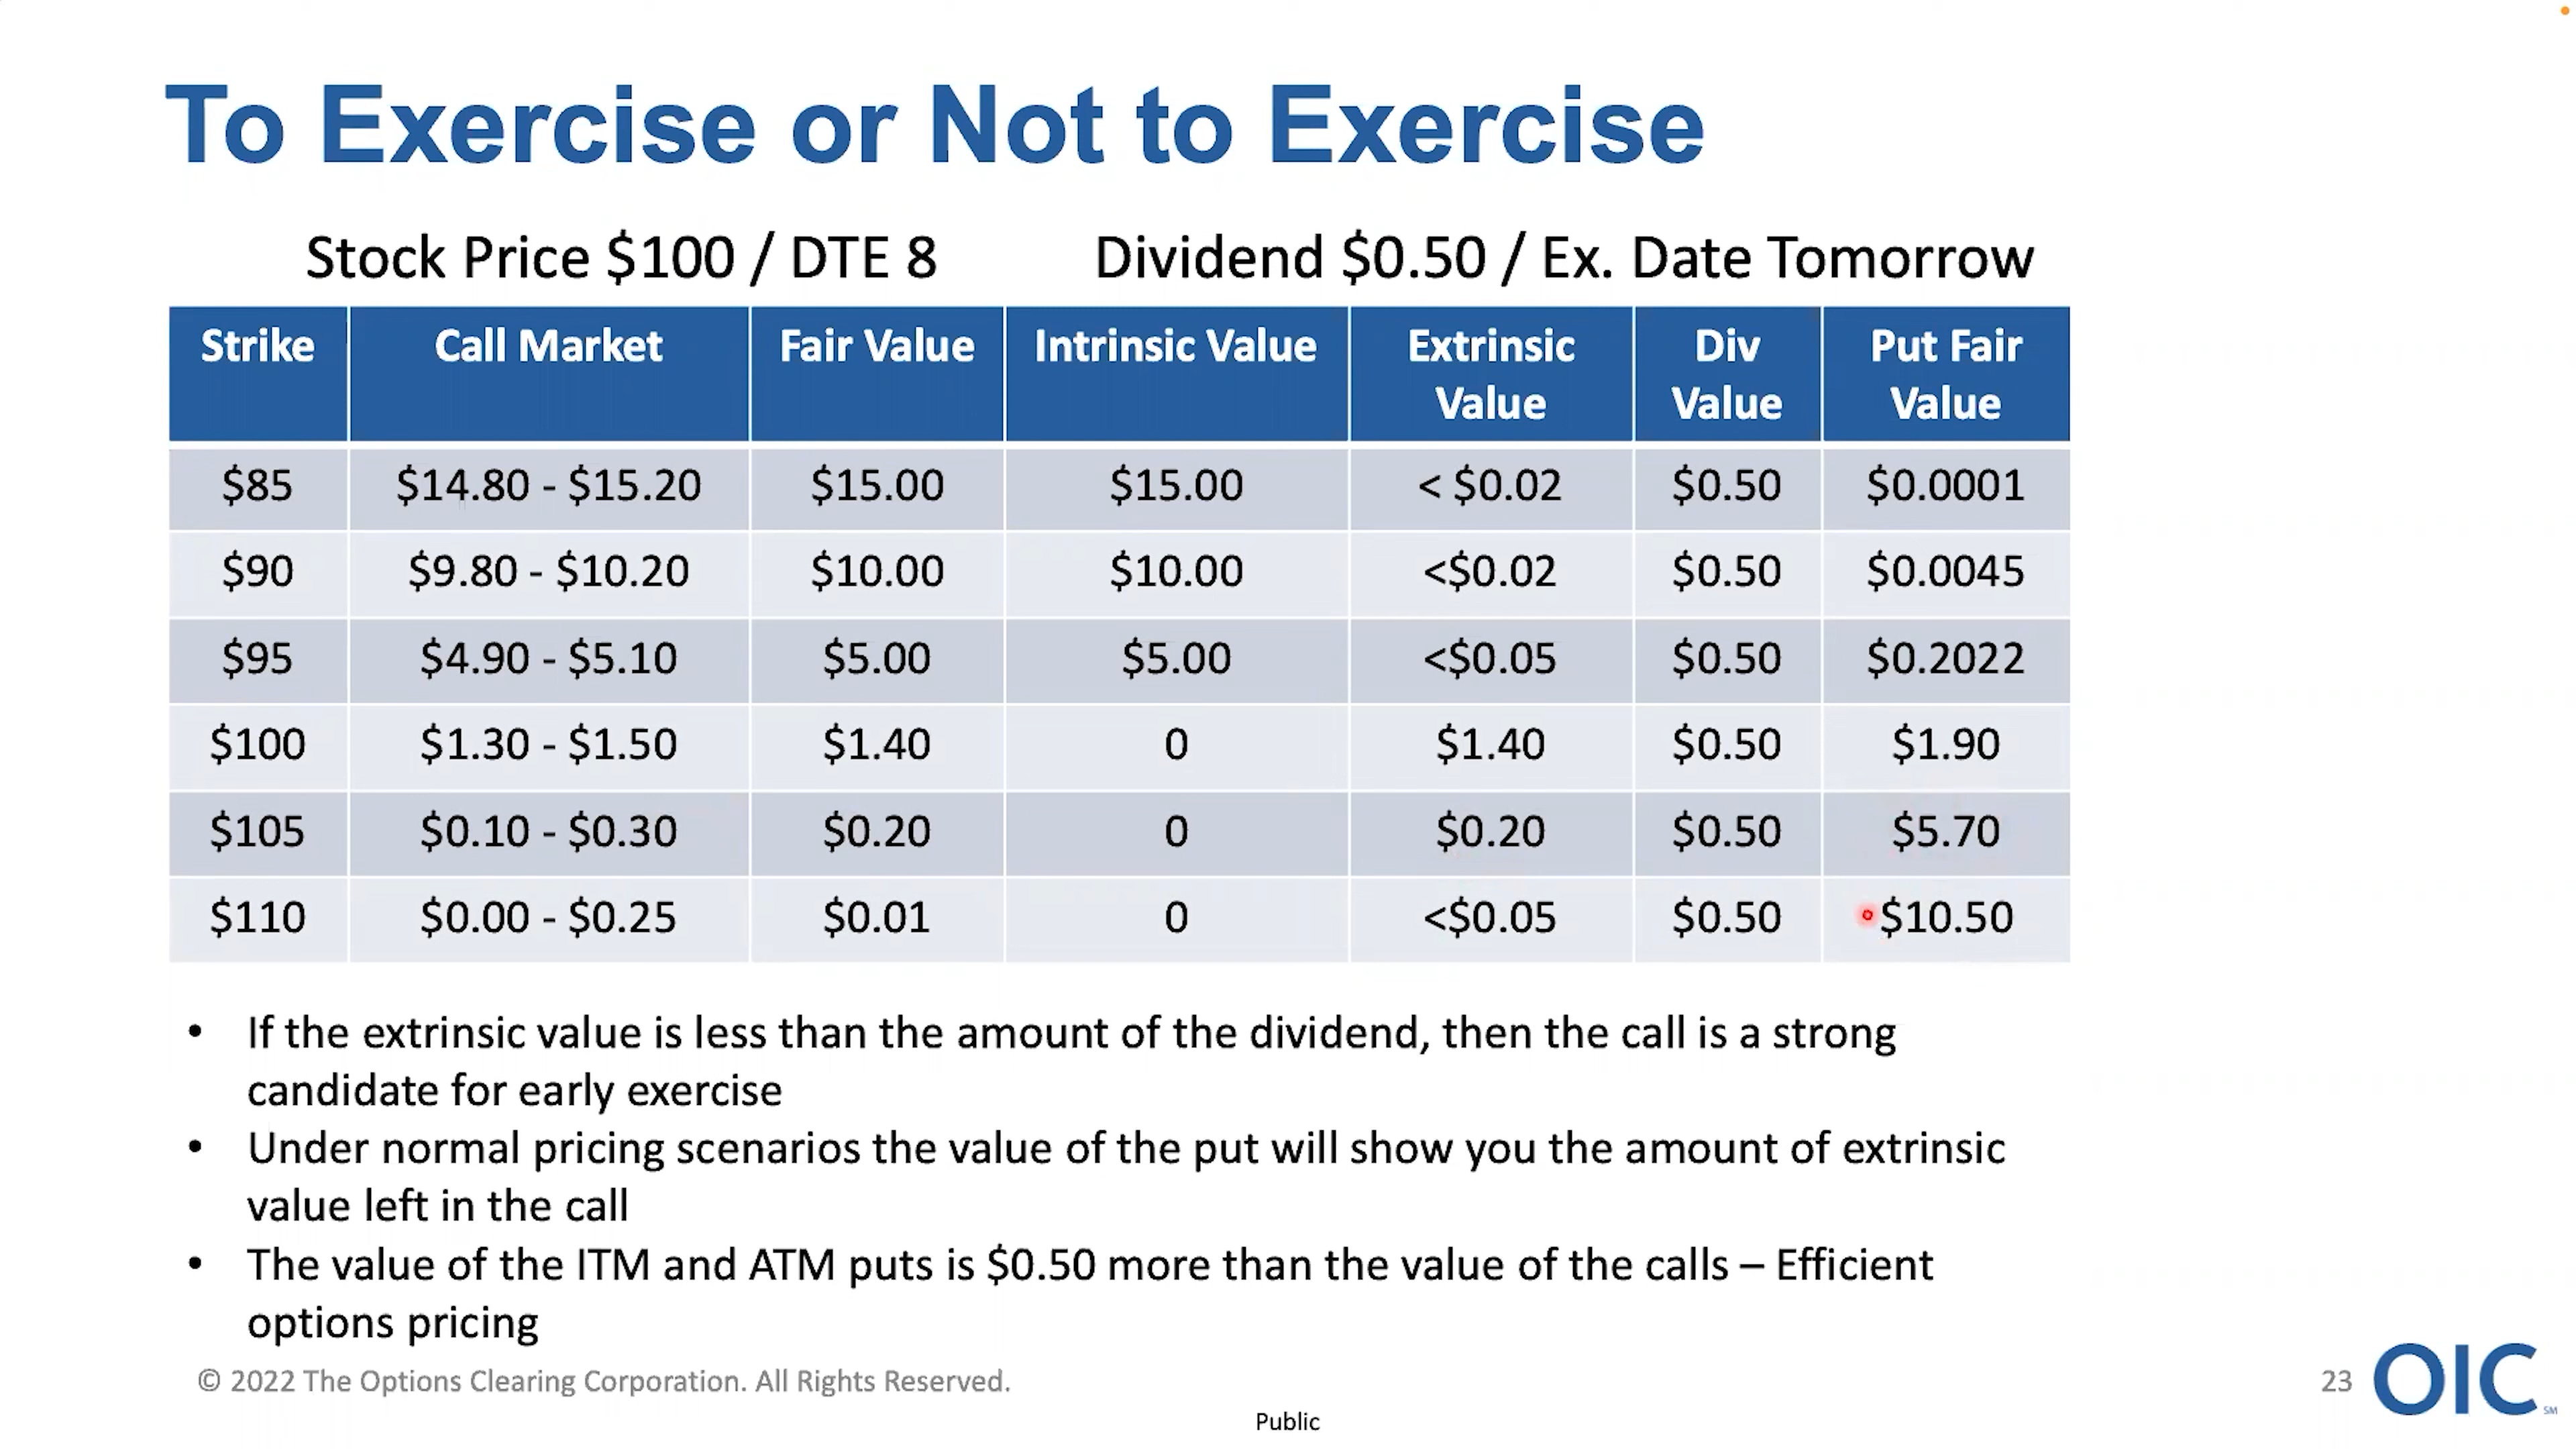 To Exercise or Not to Exercise
Stock Price $100 / DTE 8 Dividend $0.50 / Ex. Date Tomorrow
Strike Call Market Fair Value Intrinsic Value Extrinsic Value Div Value Put Fair Value
$85 $14.80 - $15.20 $15.00 $15.00 < $0.02 $0.50 $0.0001
$90 $9.80 - $10.20 $10.00 $10.00 <$0.02 $0.50 $0.0045
$95 $4.90 - $5.10 $5.00 $5.00 <$0.05 $0.50 $0.2022
$100 $1.30 - $1.50 $1.40 0 $1.40 $0.50 $1.90
$105 $0.10 - $0.30 $0.20 0 $0.20 $0.50 $5.70
$110 $0.00 - $0.25 $0.01 0 <$0.05 $0.50 $10.50
• If the extrinsic value is less than the amount of the dividend, then the call is a strong
candidate for early exercise
• Under normal pricing scenarios the value of the put will show you the amount of extrinsic
value left in the call
• The value of the ITM and ATM puts is $0.50 more than the value of the calls – Efficient
options pricing
© 2022 The Options Clearing Corporation. All Rights Reserved.
23 OIC SM
Public